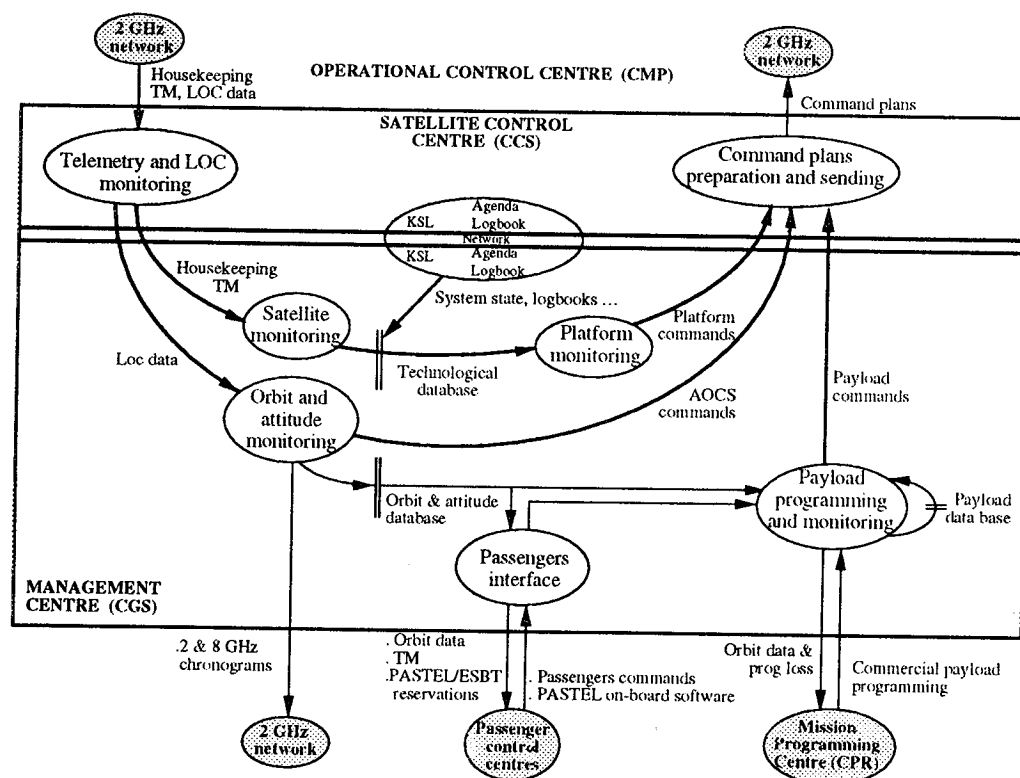 2 GHz
network
2 GHz
network
OPERATIONAL CONTROL CENTRE (CMP)
Housekeeping
TM, LOC data
Command plans
SATELLITE CONTROL
CENTRE (CCS)
Telemetry and LOC
monitoring
Command plans
preparation and sending
Agenda
KSL Logbook
Network
KSL Agenda
Logbook
Housekeeping
TM
System state, logbooks ...
Satellite
monitoring
Platform
monitoring
Platform
commands
Loc data
Technological
database
Payload
commands
AOCS
commands
Orbit and
attitude
monitoring
Orbit & attitude
database
Payload
programming
and monitoring
Payload
data base
Passengers
interface
MANAGEMENT
CENTRE (CGS)
.2 & 8 GHz
chronograms
. Orbit data
. TM
.PASTEL/ESBT
reservations
. Passengers commands
. PASTEL on-board software
Orbit data &
prog loss
Commercial payload
programming
2 GHz
network
Passenger
control
centres
Mission
Programming
Centre (CPR)